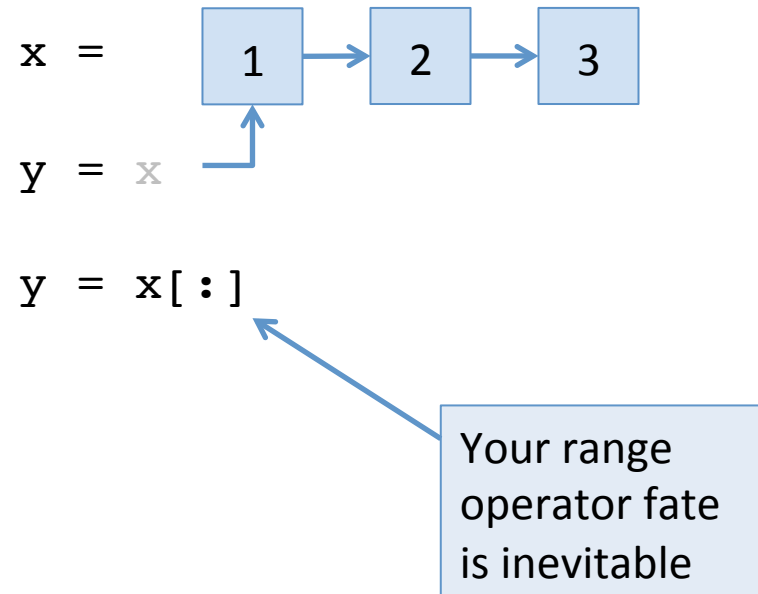 x = 1 2 3
y = x
y = x[:]
Your range
operator fate
is inevitable